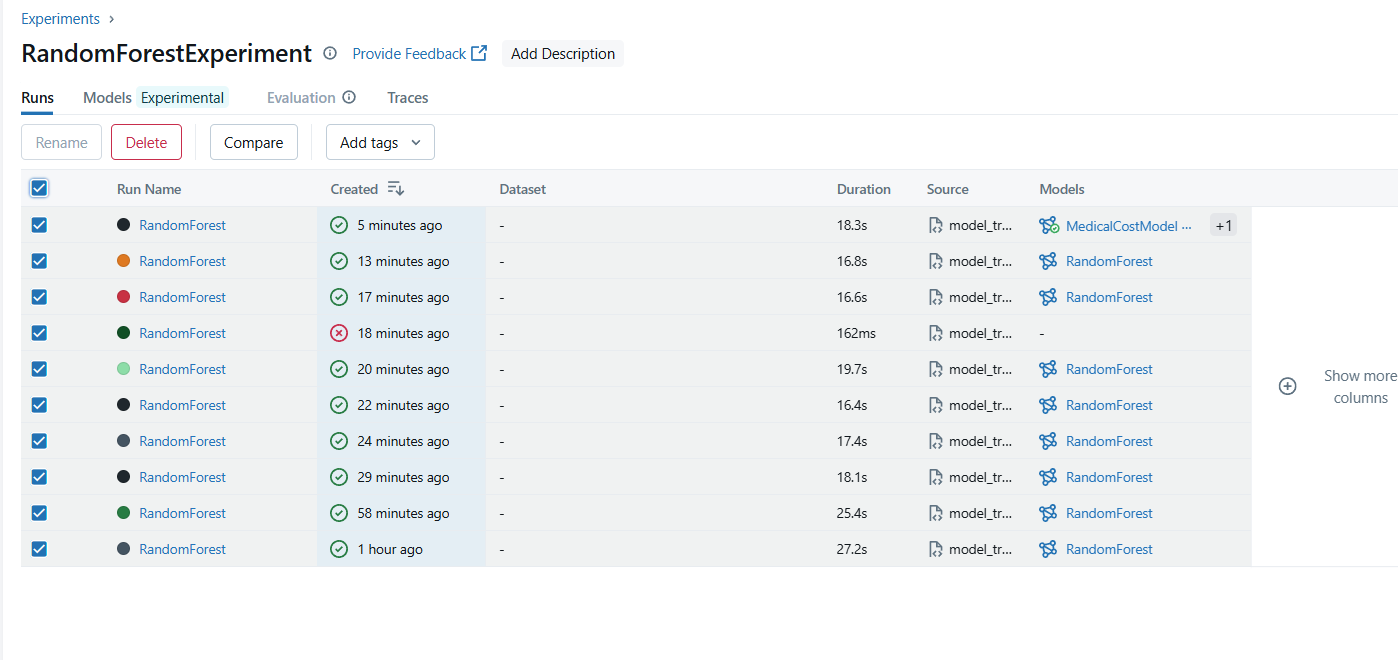 Experiments ›
RandomForestExperiment Provide Feedback Add Description
Runs Models Experimental Evaluation Traces
Rename Delete Compare Add tags
Run Name Created Dataset Duration Source Models
RandomForest 5 minutes ago - 18.3s model_tr... MedicalCostModel ... +1
RandomForest 13 minutes ago - 16.8s model_tr... RandomForest
RandomForest 17 minutes ago - 16.6s model_tr... RandomForest
RandomForest 18 minutes ago - 162ms model_tr... -
RandomForest 20 minutes ago - 19.7s model_tr... RandomForest
RandomForest 22 minutes ago - 16.4s model_tr... RandomForest
RandomForest 24 minutes ago - 17.4s model_tr... RandomForest
RandomForest 29 minutes ago - 18.1s model_tr... RandomForest
RandomForest 58 minutes ago - 25.4s model_tr... RandomForest
RandomForest 1 hour ago - 27.2s model_tr... RandomForest
Show more
columns